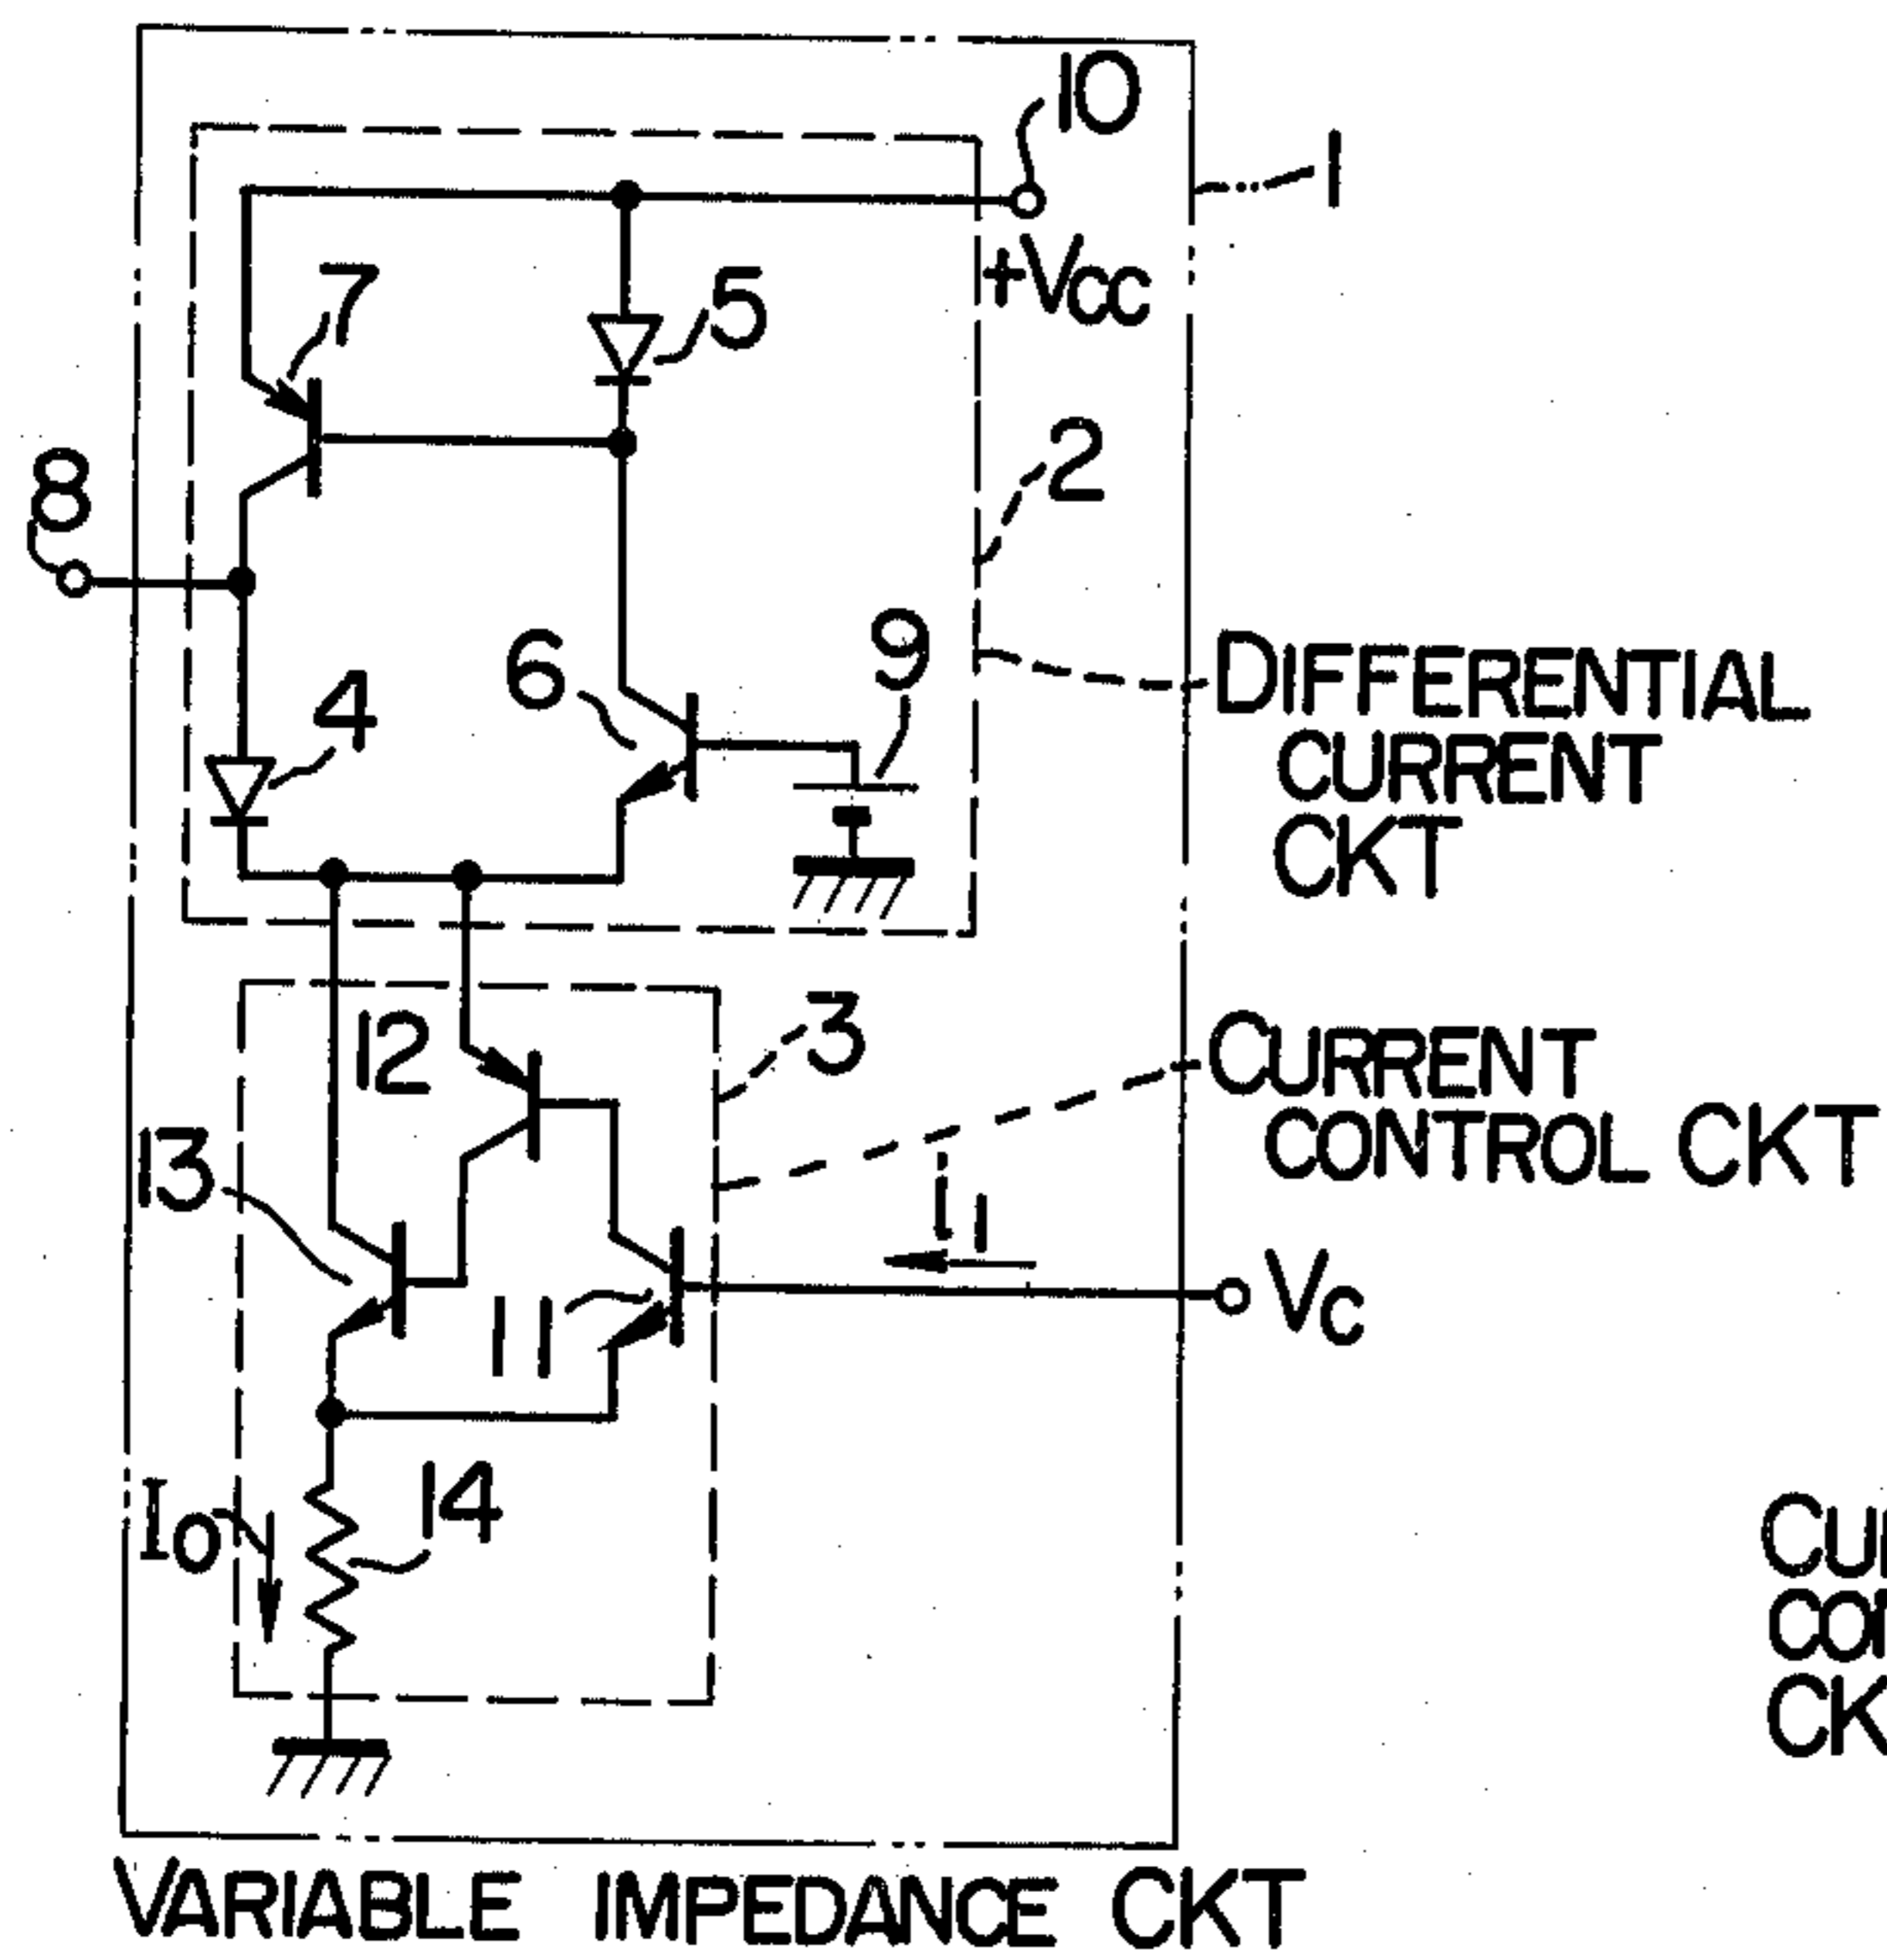 10
1
+VCC
7
5
2
8
6
9
4
DIFFERENTIAL
CURRENT
CKT
3
12
CURRENT
CONTROL CKT
13
i1
VC
11
14
I0
VARIABLE IMPEDANCE CKT